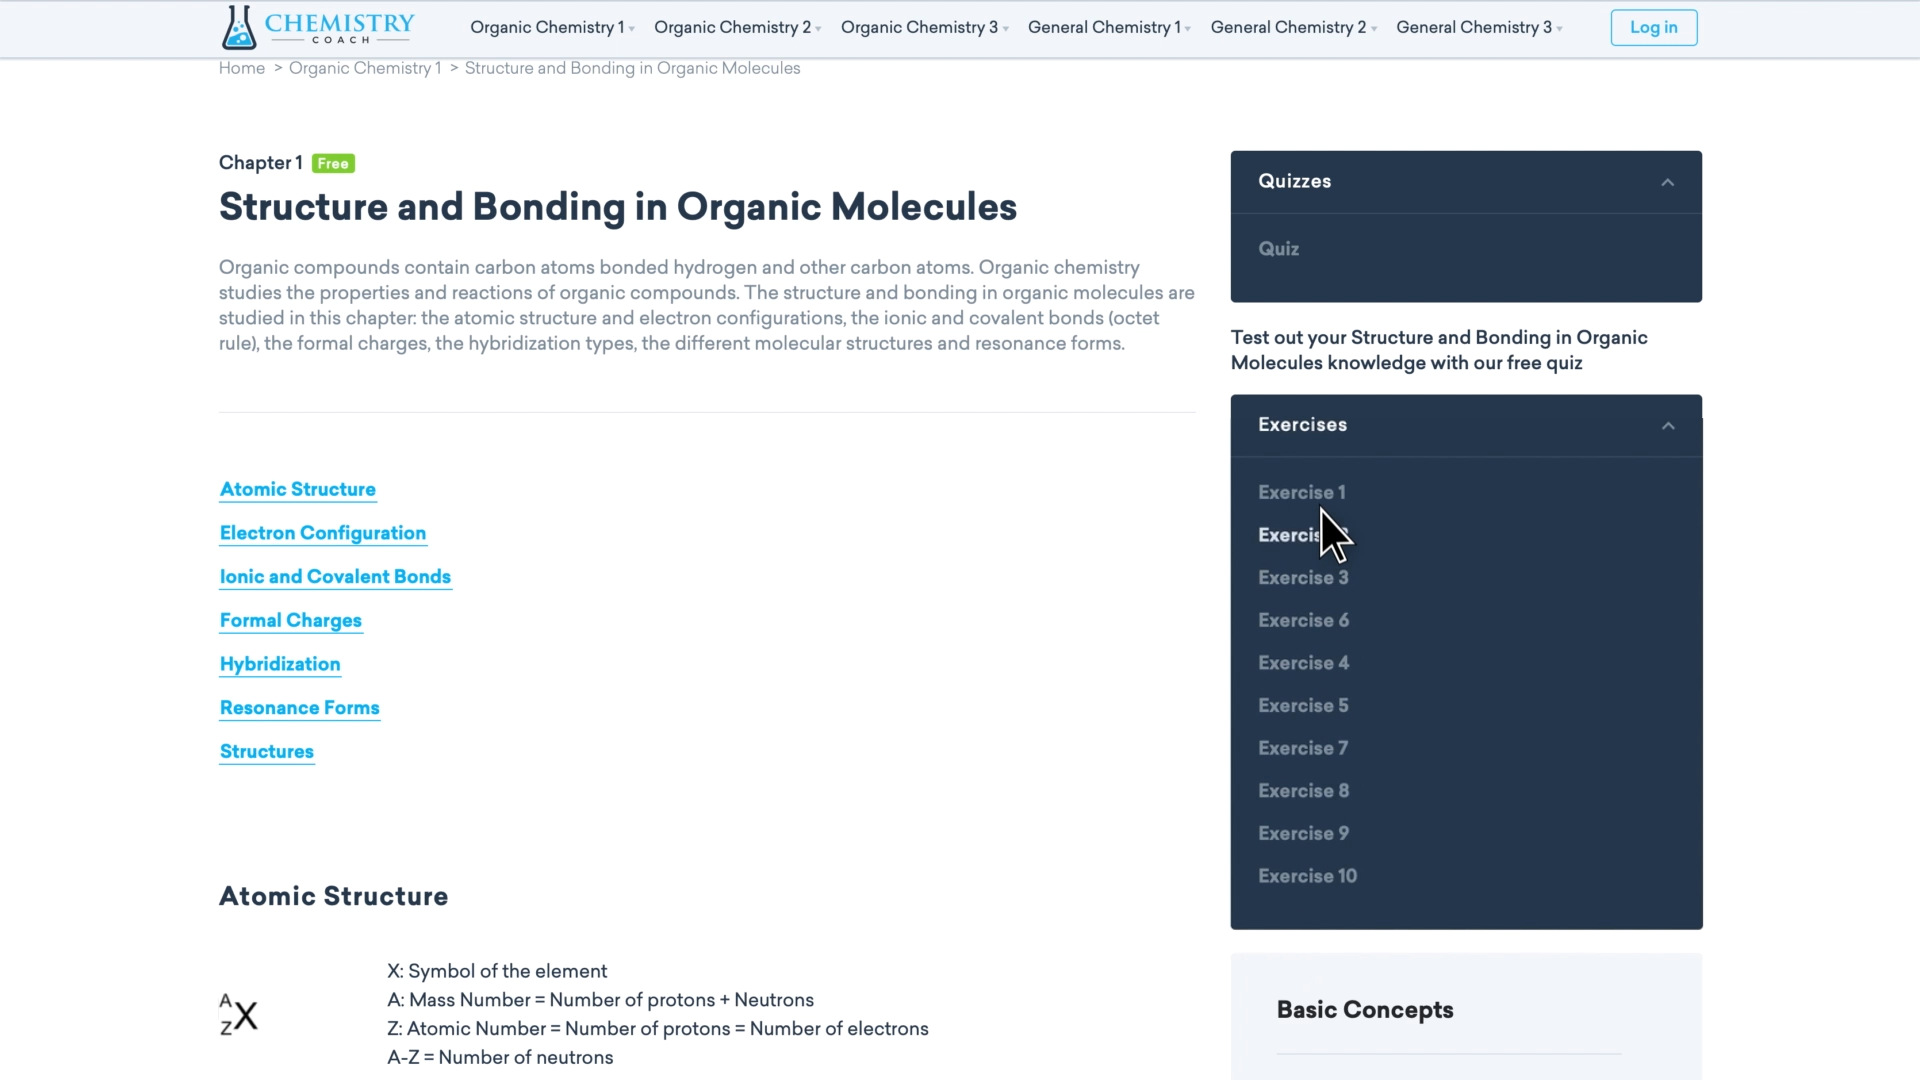 CHEMISTRY
COACH
Organic Chemistry 1
Organic Chemistry 2
Organic Chemistry 3
General Chemistry 1
General Chemistry 2
General Chemistry 3
Log in
Home > Organic Chemistry 1 > Structure and Bonding in Organic Molecules
Chapter 1 Free
Structure and Bonding in Organic Molecules
Organic compounds contain carbon atoms bonded hydrogen and other carbon atoms. Organic chemistry
studies the properties and reactions of organic compounds. The structure and bonding in organic molecules are
studied in this chapter: the atomic structure and electron configurations, the ionic and covalent bonds (octet
rule), the formal charges, the hybridization types, the different molecular structures and resonance forms.
Atomic Structure
Electron Configuration
Ionic and Covalent Bonds
Formal Charges
Hybridization
Resonance Forms
Structures
Atomic Structure
A
Z X
X: Symbol of the element
A: Mass Number = Number of protons + Neutrons
Z: Atomic Number = Number of protons = Number of electrons
A-Z = Number of neutrons
Quizzes
Quiz
Test out your Structure and Bonding in Organic
Molecules knowledge with our free quiz
Exercises
Exercise 1
Exercise 3
Exercise 6
Exercise 4
Exercise 5
Exercise 7
Exercise 8
Exercise 9
Exercise 10
Basic Concepts